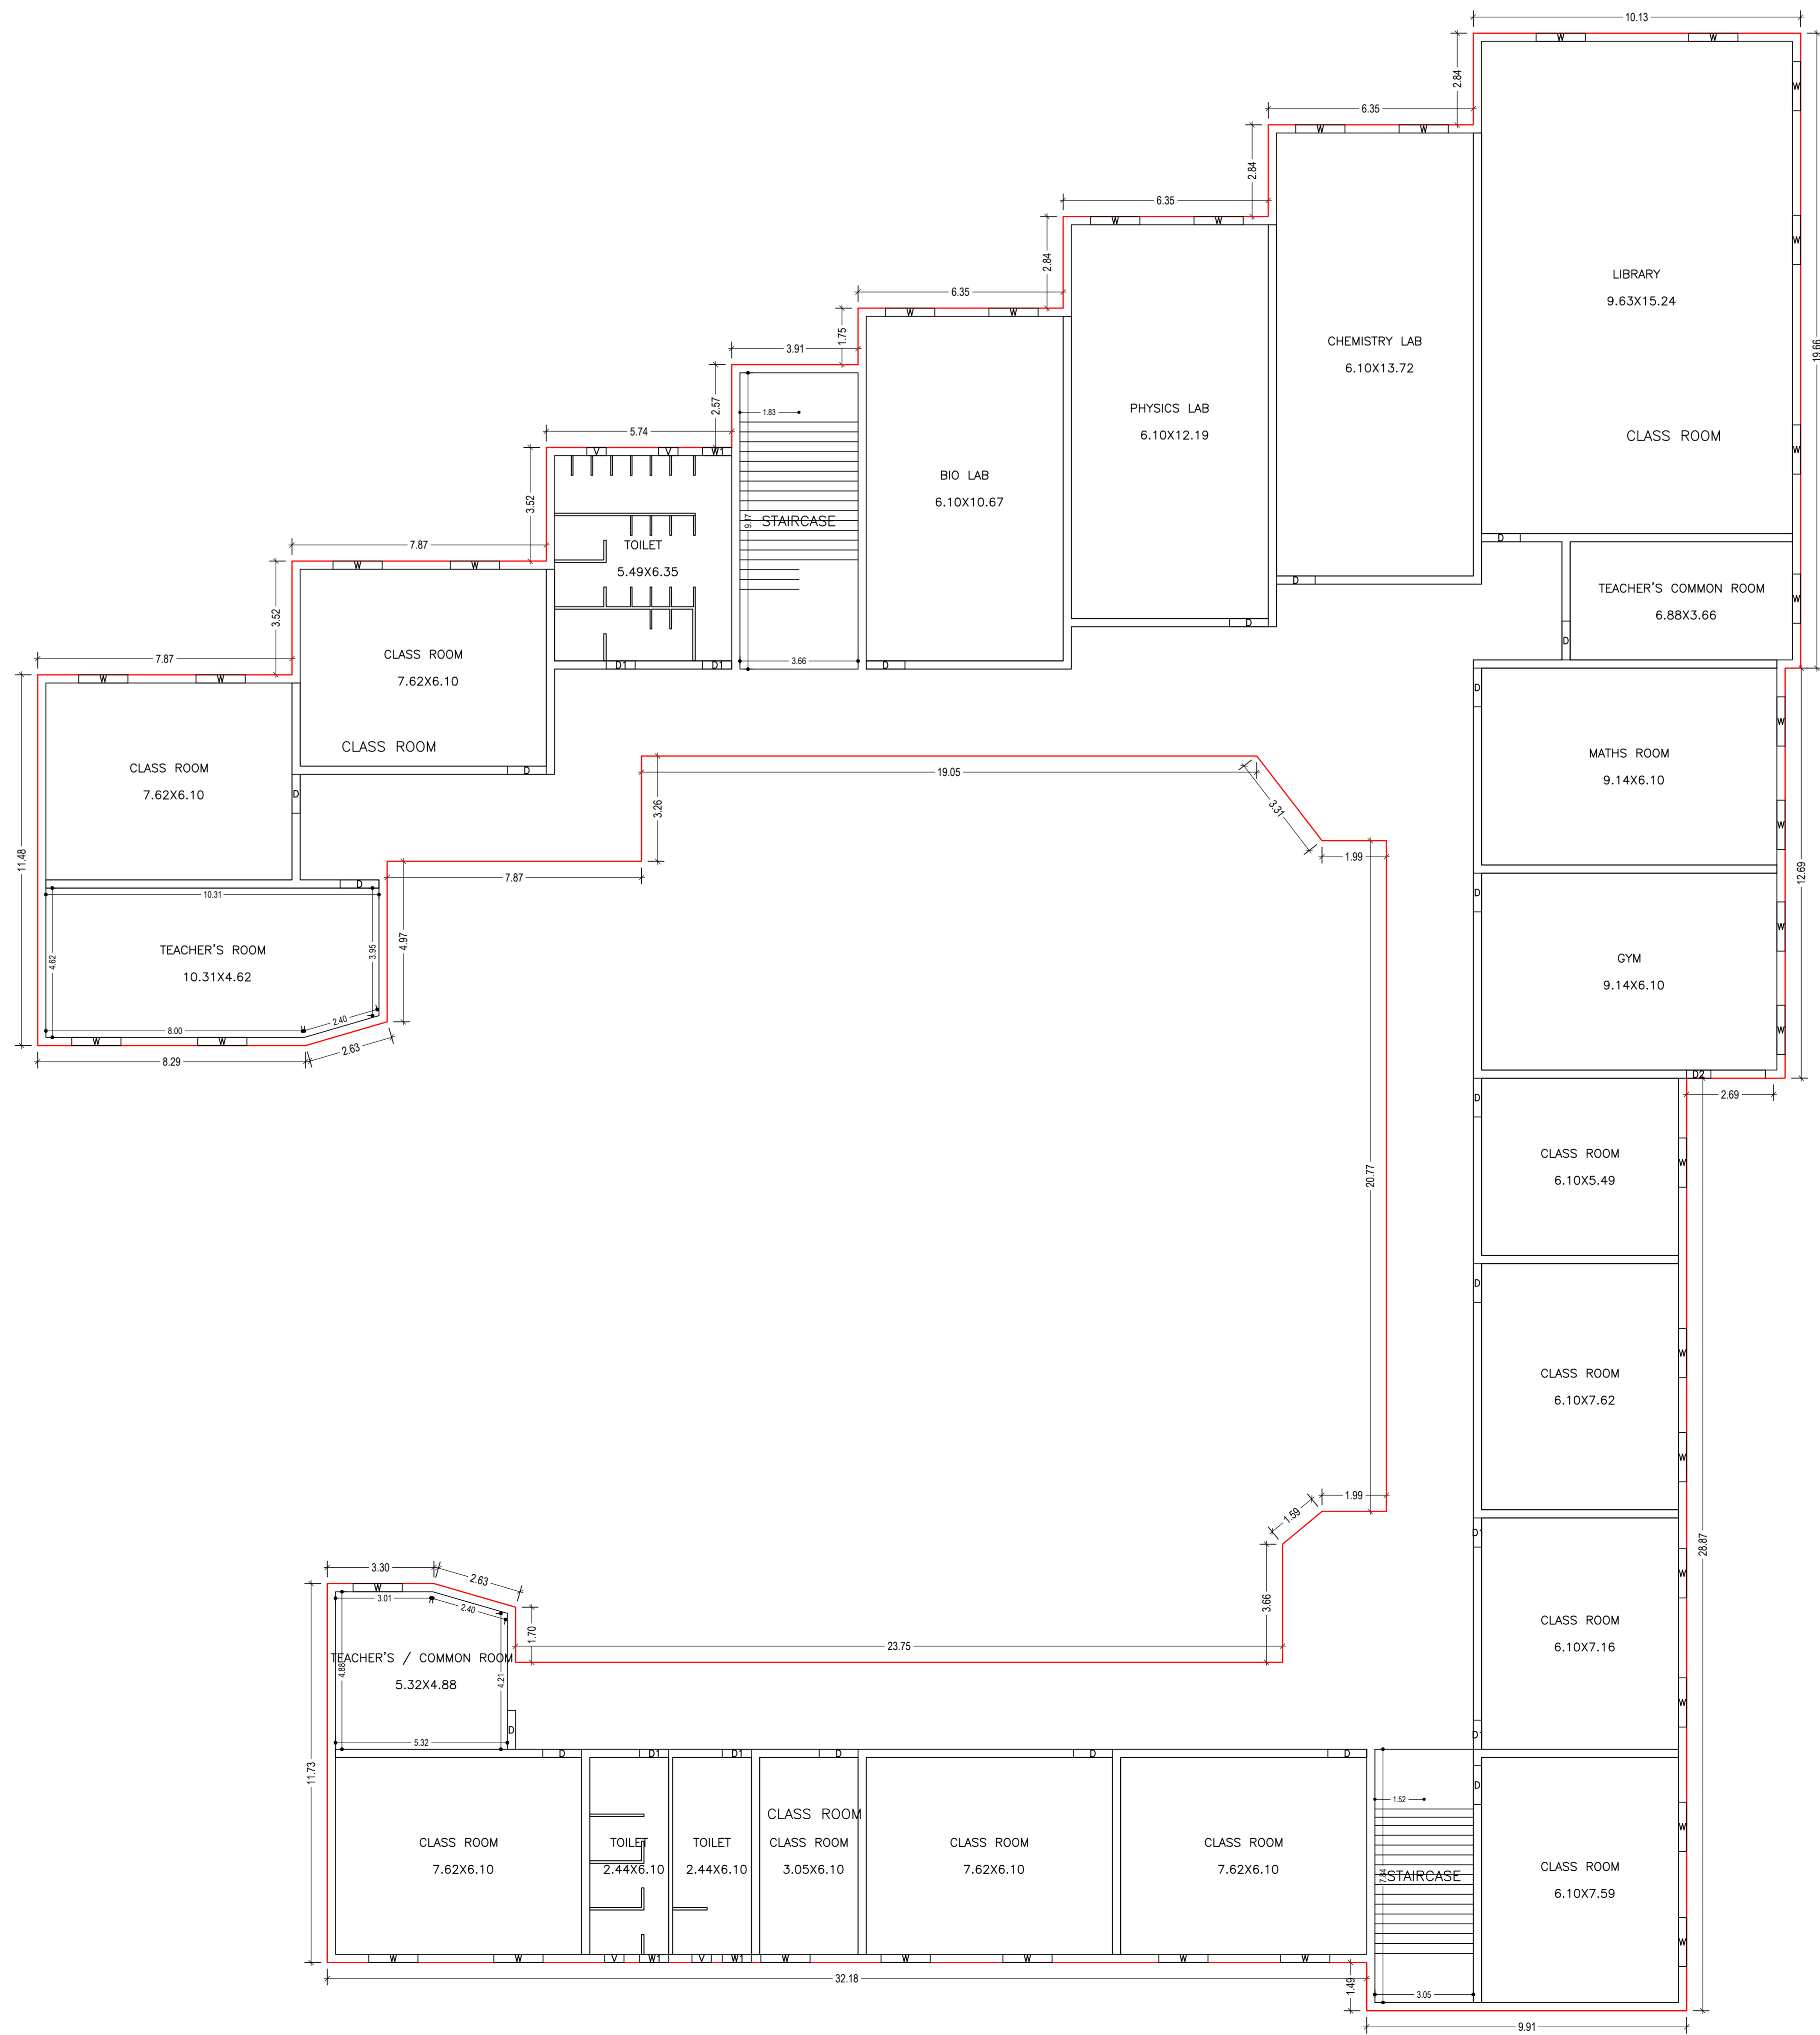 10.13
W W
2.84
W
6.35
W W
2.84
6.35
W W
2.84
W
LIBRARY
9.63X15.24
6.35
W W
1.75
CHEMISTRY LAB
6.10X13.72
19.66
3.91
2.57
1.83
PHYSICS LAB
6.10X12.19
CLASS ROOM
W
5.74
V V W1
BIO LAB
6.10X10.67
3.52
9.17
STAIRCASE
D
7.87
TOILET
5.49X6.35
W W
D
TEACHER'S COMMON ROOM
6.88X3.66
W
3.52
D
D
7.87
CLASS ROOM
7.62X6.10
D1 D1
3.66
D
W W
D
CLASS ROOM
W
MATHS ROOM
9.14X6.10
CLASS ROOM
7.62X6.10
D
19.05
3.26
3.31
D
W
11.48
1.99
12.69
7.87
D
10.31
D
W
4.62
3.95
4.97
TEACHER'S ROOM
10.31X4.62
GYM
9.14X6.10
8.00
2.40
W W
W
2.63
8.29
D2
2.69
D
CLASS ROOM
6.10X5.49
W
20.77
D
W
CLASS ROOM
6.10X7.62
W
1.99
1.59
D1
28.87
3.30
2.63
W
3.01
2.40
W
3.66
1.70
23.75
CLASS ROOM
6.10X7.16
TEACHER'S / COMMON ROOM
5.32X4.88
4.88
4.21
W
D
D1
5.32
D D1 D1 D D D
11.73
D
1.52
CLASS ROOM
W
CLASS ROOM
7.62X6.10
TOILET
2.44X6.10
TOILET
2.44X6.10
CLASS ROOM
3.05X6.10
CLASS ROOM
7.62X6.10
CLASS ROOM
7.62X6.10
7.84
STAIRCASE
CLASS ROOM
6.10X7.59
W
W W V W1 V W1 W W W W W
32.18
1.49
3.05
9.91